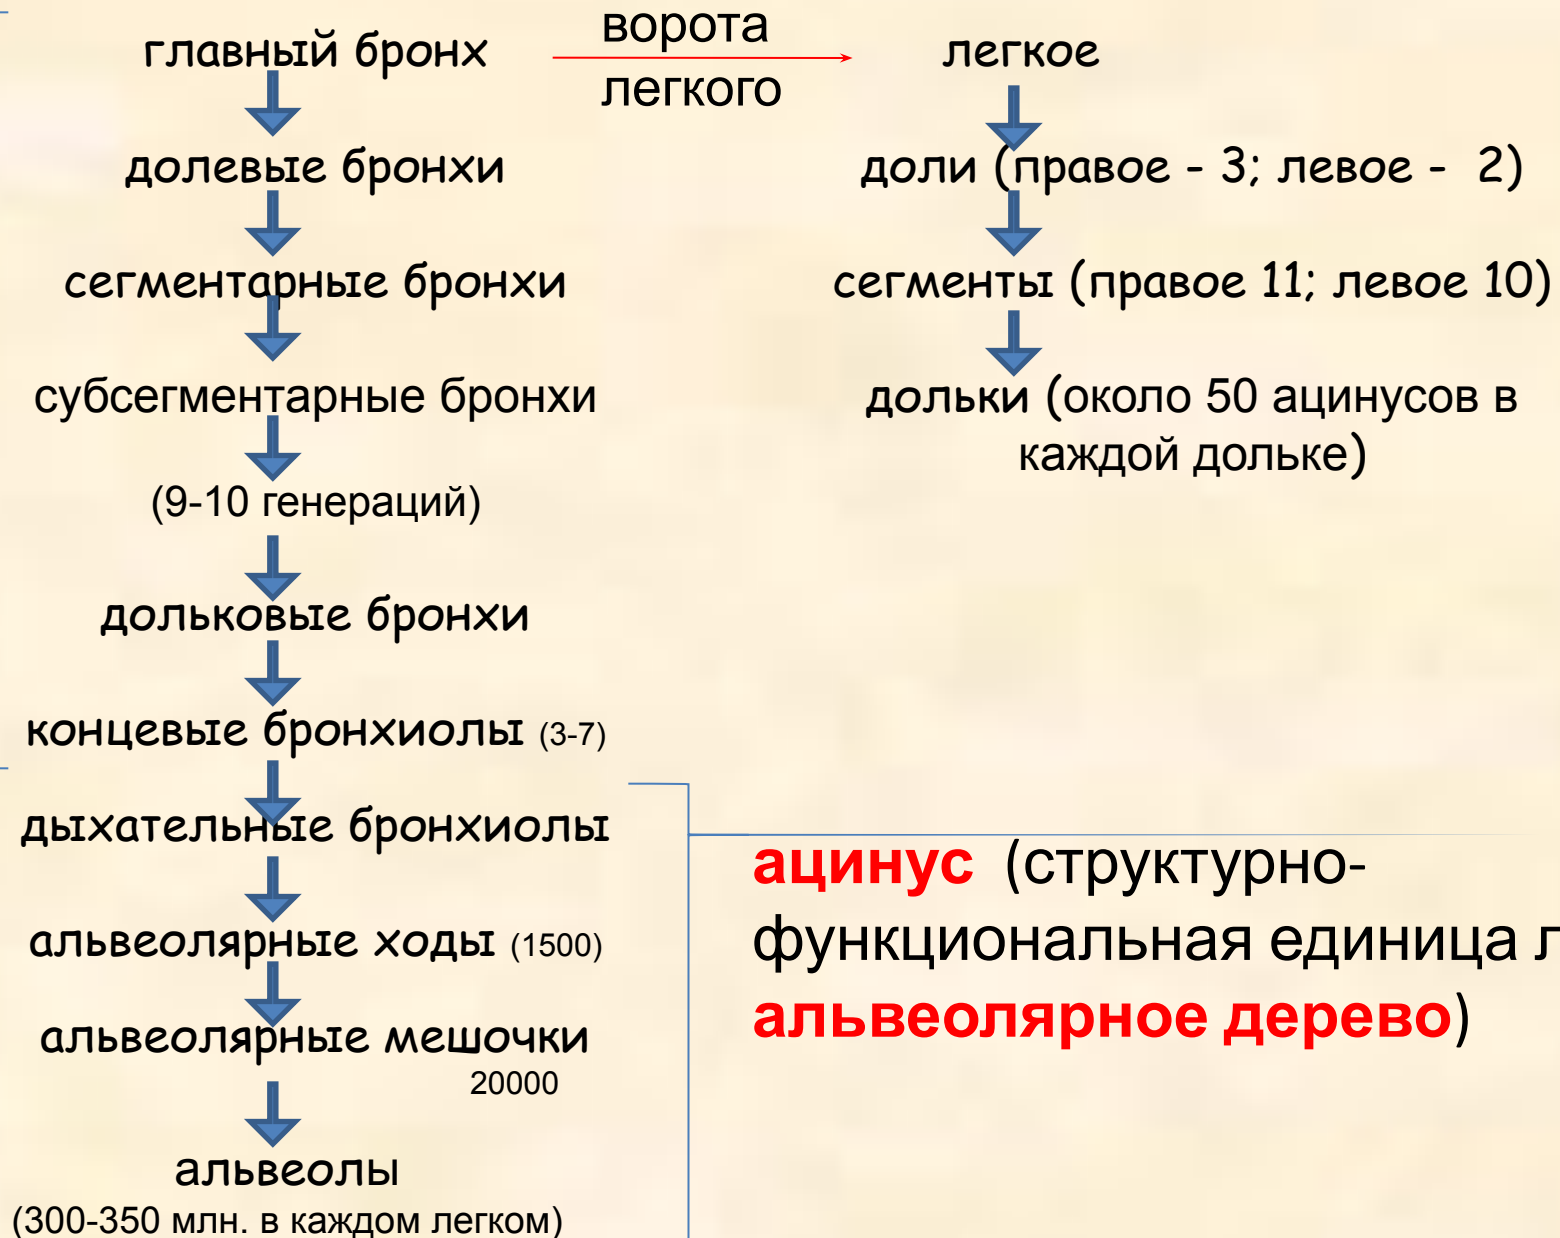 главный бронх
долевые бронхи
сегментарные бронхи
субсегментарные бронхи
(9-10 генераций)
дольковые бронхи
концевые бронхиолы (3-7)
дыхательные бронхиолы
альвеолярные ходы (1500)
альвеолярные мешочки
20000
альвеолы
(300-350 млн. в каждом легком)
ворота
легкого
легкое
доли (правое - 3; левое - 2)
сегменты (правое 11; левое 10)
дольки (около 50 ацинусов в
каждой дольке)
ацинус (структурно-
функциональная единица
альвеолярное дерево)